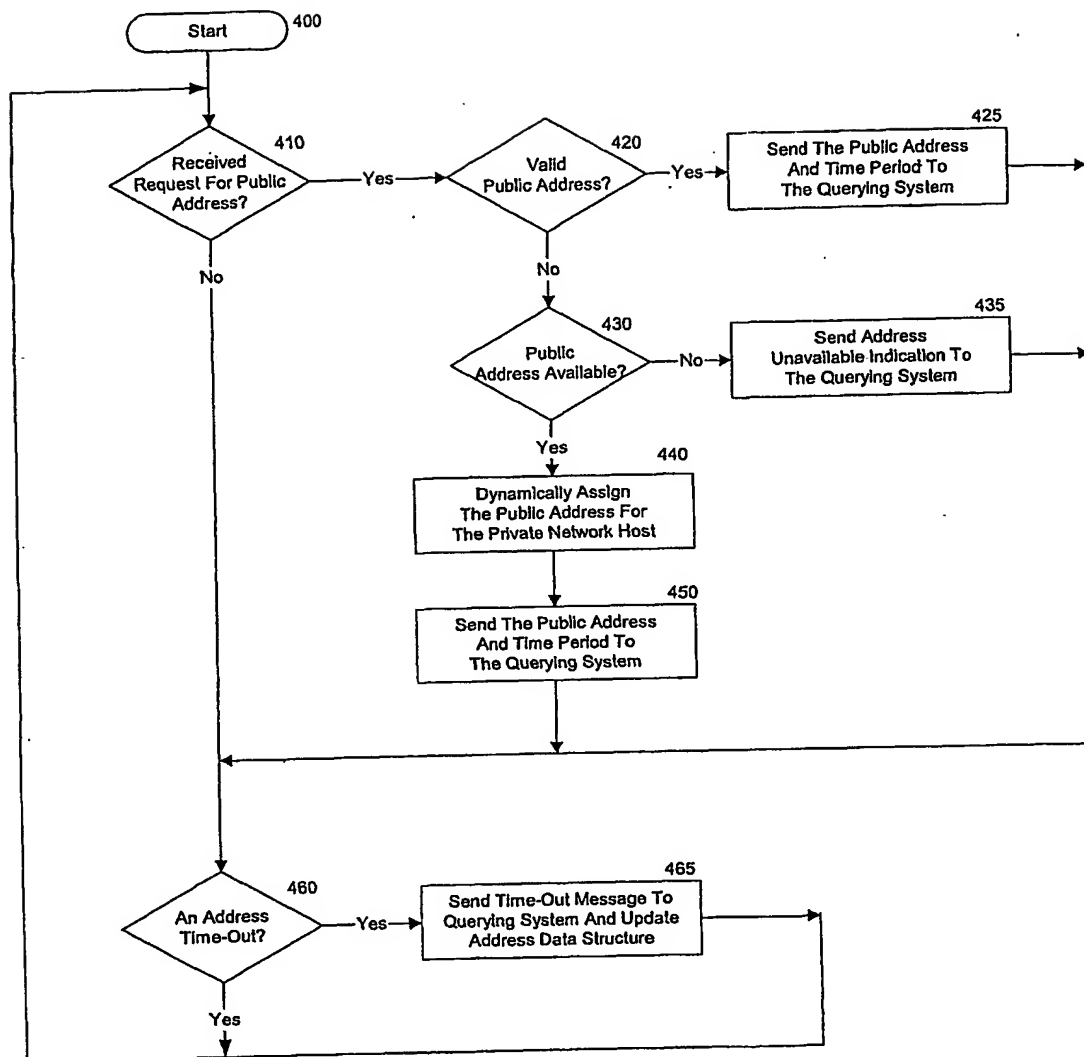 Start
400
Received
Request For Public
Address?
410
Yes
Valid
Public Address?
420
Yes
Send The Public Address
And Time Period To
The Querying System
425
No
No
Public
Address Available?
430
No
Send Address
Unavailable Indication To
The Querying System
435
Yes
Dynamically Assign
The Public Address For
The Private Network Host
440
Send The Public Address
And Time Period To
The Querying System
450
An Address
Time-Out?
460
Yes
Send Time-Out Message To
Querying System And Update
Address Data Structure
465
Yes